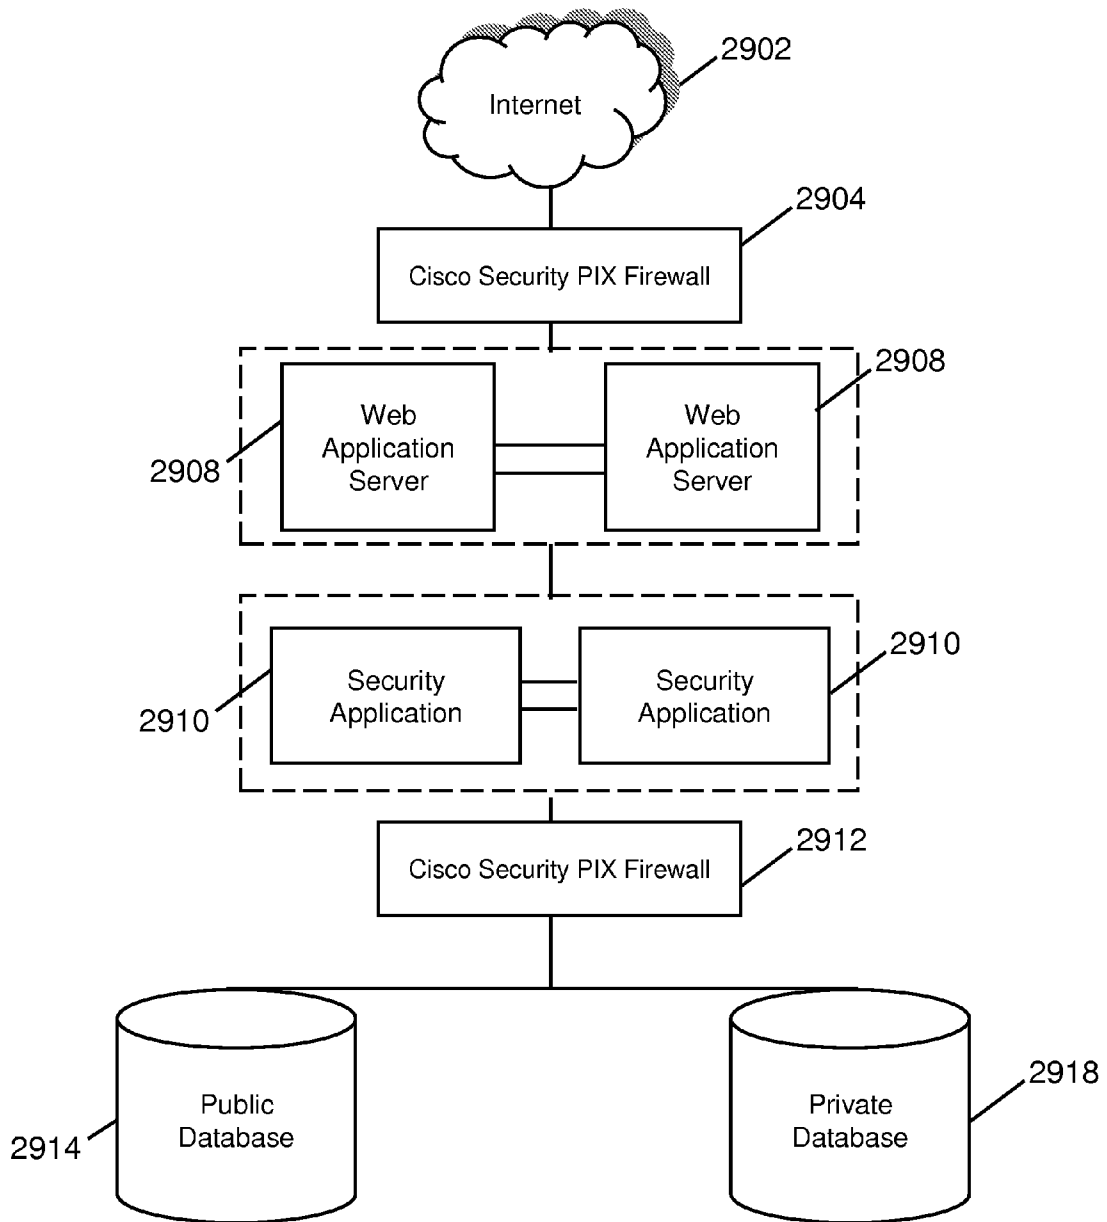 2902
Internet
2904
Cisco Security PIX Firewall
2908
Web
Application
Server
Web
Application
Server
2908
2910
Security
Application
Security
Application
2910
2912
Cisco Security PIX Firewall
2918
Public
Database
Private
Database
2914